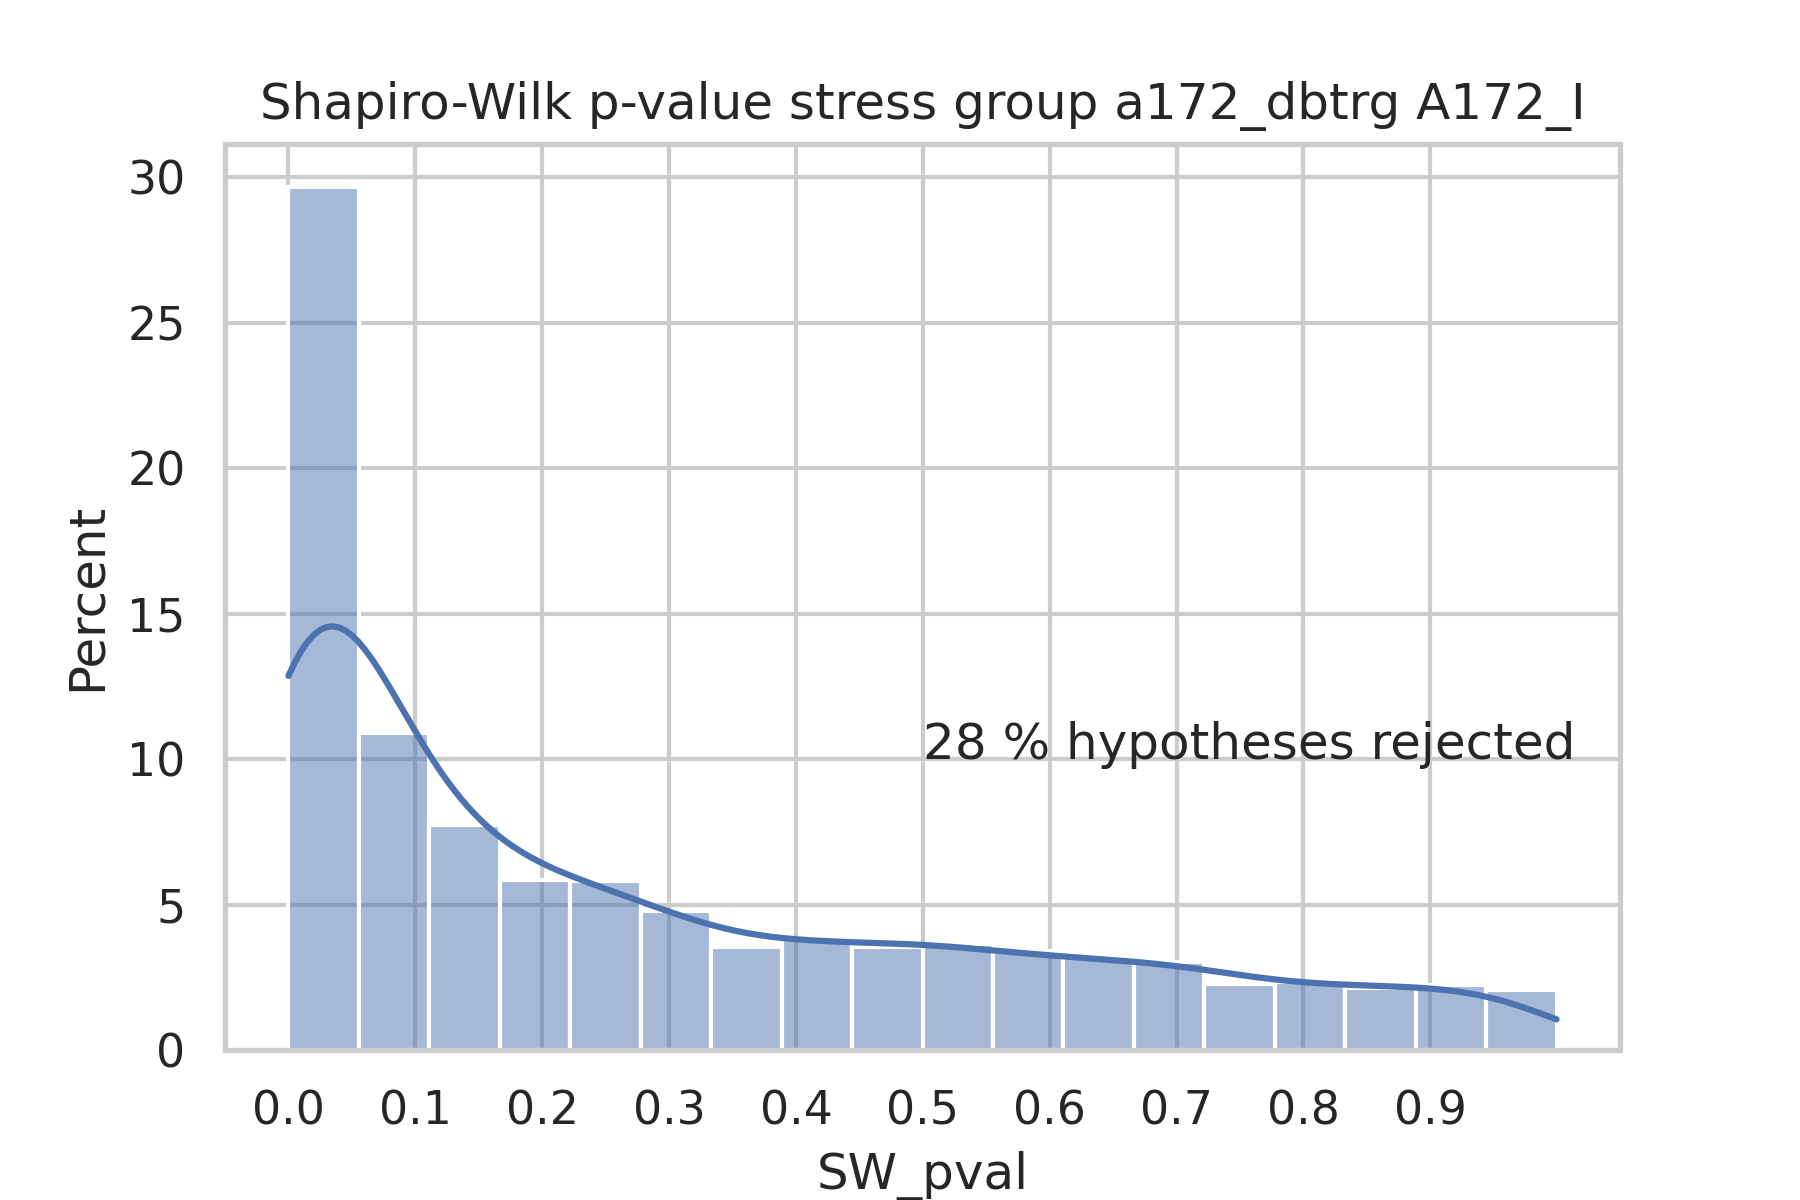 Shapiro-Wilk p-value stress group a172_dbtrg A172_I
30
25
20
15
10
5
0
Percent
28 % hypotheses rejected
0.0 0.1 0.2 0.3 0.4 0.5 0.6 0.7 0.8 0.9
SW_pval